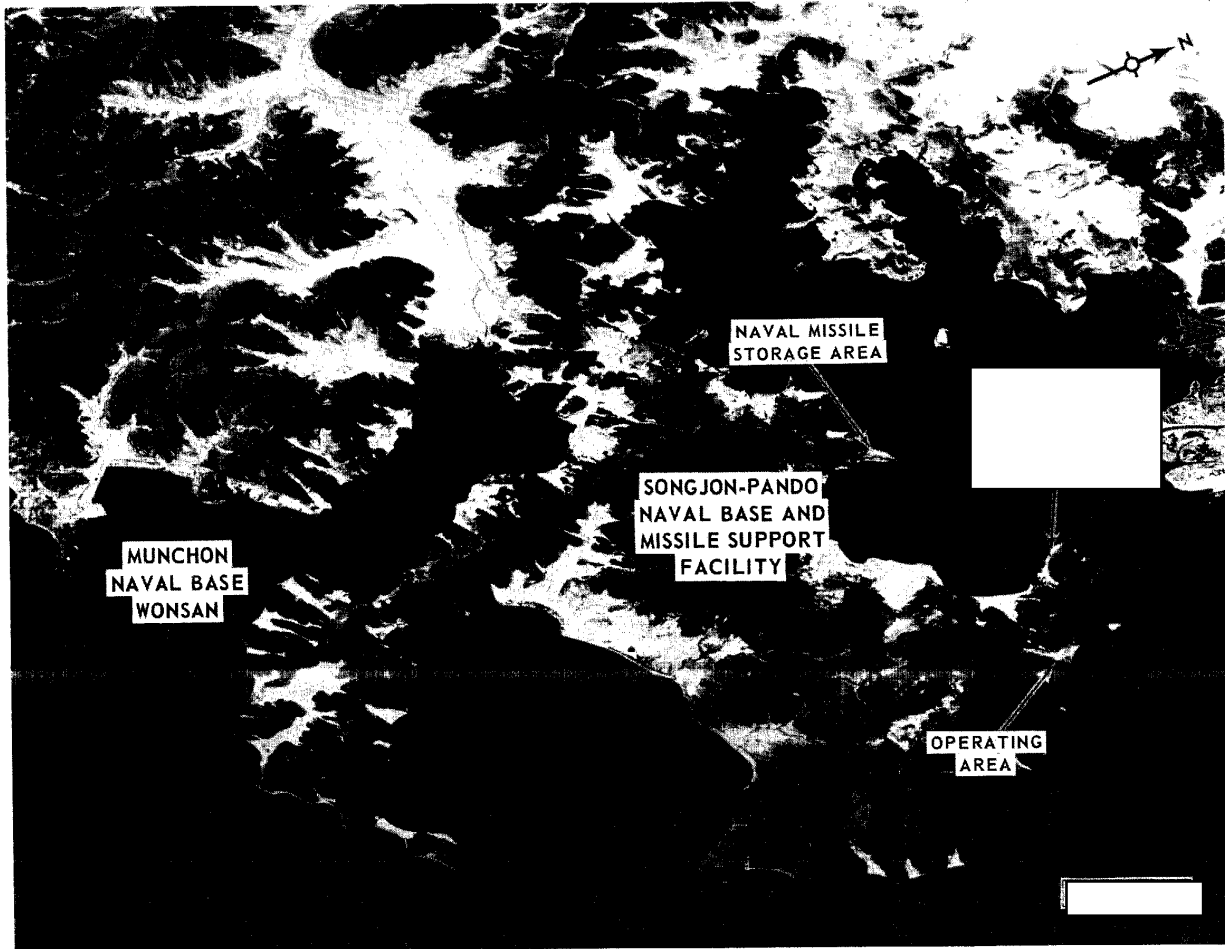 N
NAVAL MISSILE
STORAGE AREA
SONGJON-PANDO
NAVAL BASE AND
MISSILE SUPPORT
FACILITY
MUNCHON
NAVAL BASE
WONSAN
OPERATING
AREA